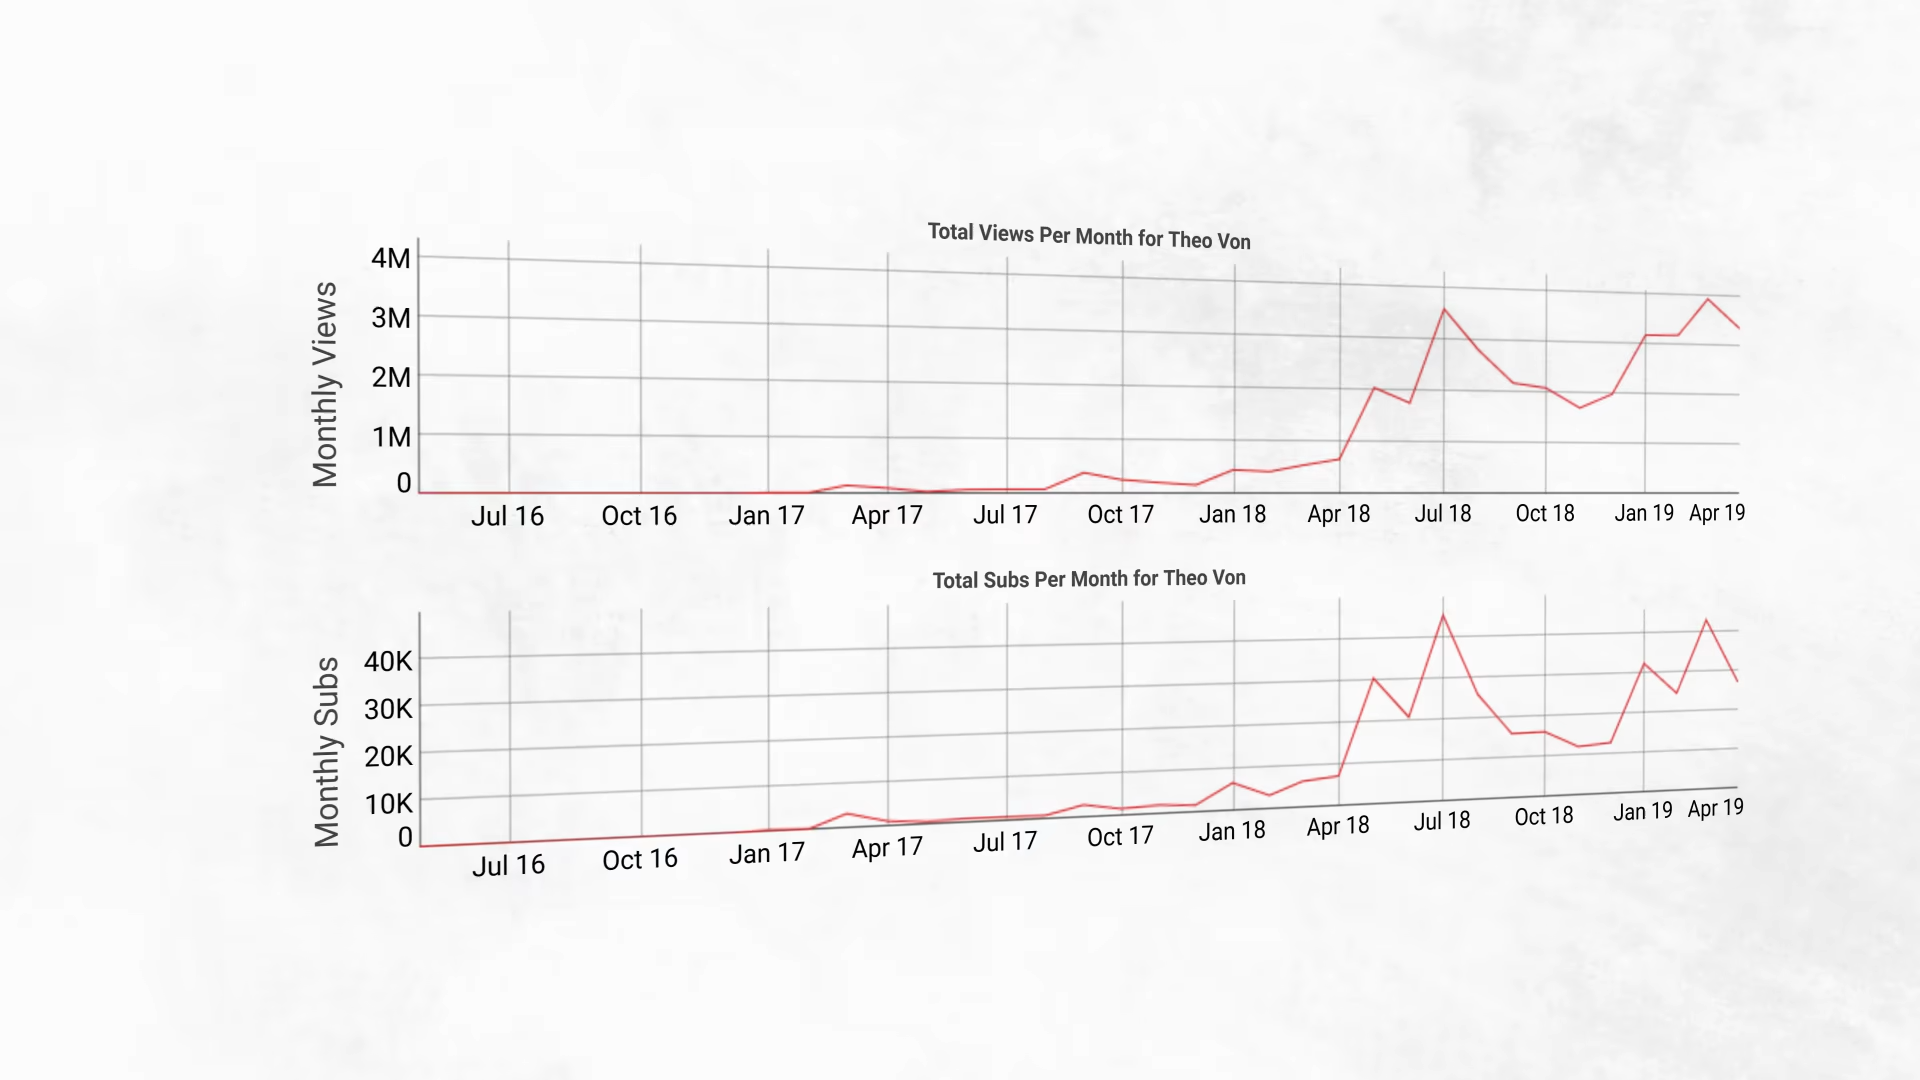 Total Views Per Month for Theo Von
Monthly Views
4M
3M
2M
1M
0
Jul 16 Oct 16 Jan 17 Apr 17 Jul 17 Oct 17 Jan 18 Apr 18 Jul 18 Oct 18 Jan 19 Apr 19
Total Subs Per Month for Theo Von
Monthly Subs
40K
30K
20K
10K
0
Jul 16 Oct 16 Jan 17 Apr 17 Jul 17 Oct 17 Jan 18 Apr 18 Jul 18 Oct 18 Jan 19 Apr 19